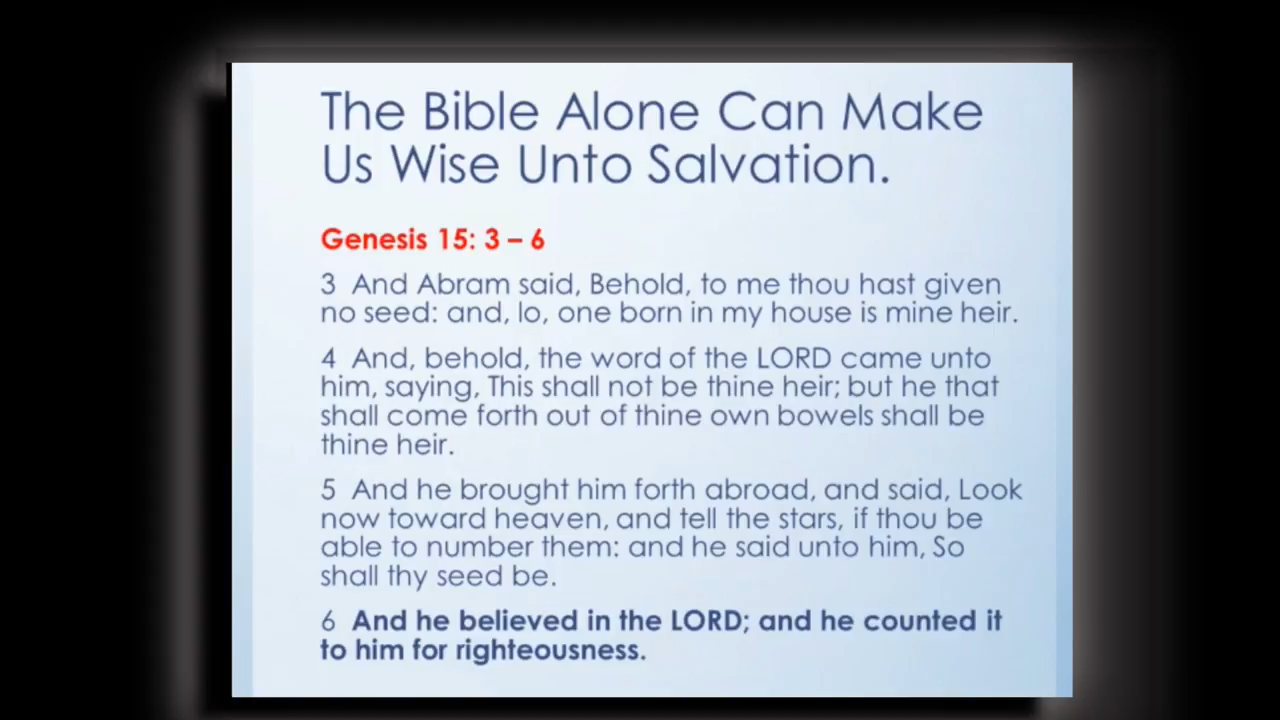 The Bible Alone Can Make
Us Wise Unto Salvation.
Genesis 15: 3 – 6
3 And Abram said, Behold, to me thou hast given
no seed: and, lo, one born in my house is mine heir.
4 And, behold, the word of the LORD came unto
him, saying, This shall not be thine heir; but he that
shall come forth out of thine own bowels shall be
thine heir.
5 And he brought him forth abroad, and said, Look
now toward heaven, and tell the stars, if thou be
able to number them: and he said unto him, So
shall thy seed be.
6 And he believed in the LORD; and he counted it
to him for righteousness.